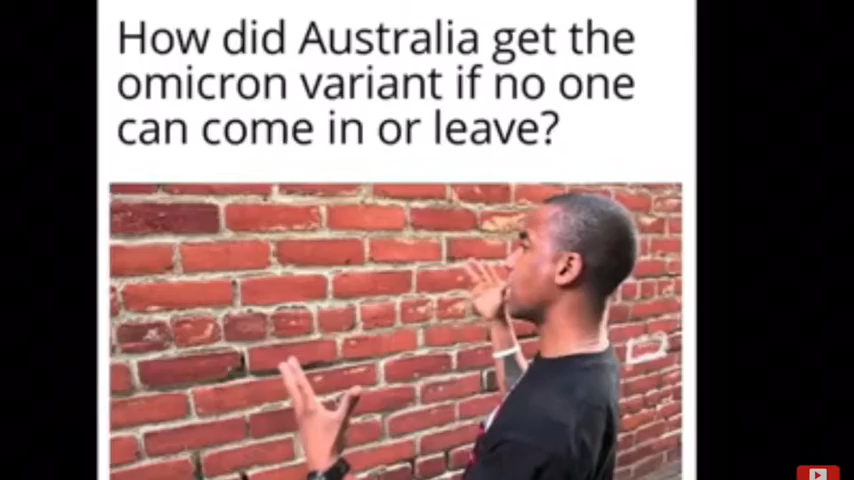 How did Australia get the
omicron variant if no one
can come in or leave?